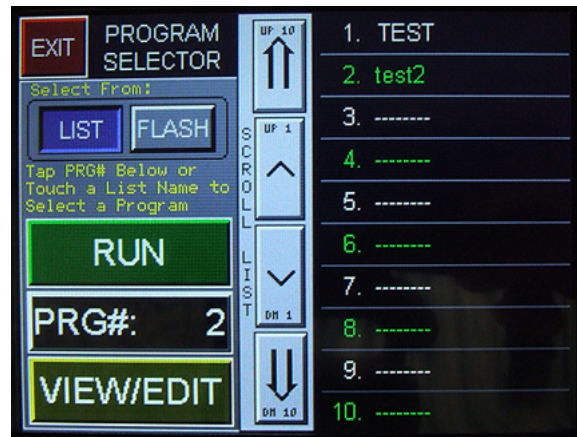 EXIT
PROGRAM
SELECTOR
Select From:
LIST
FLASH
Tap PRG# Below or
Touch a List Name to
Select a Program
RUN
PRG#: 2
VIEW/EDIT
UP 10
UP 1
SCROLL LIST
DN 1
DN 10
1. TEST
2. test2
3. --------
4. --------
5. --------
6. --------
7. --------
8. --------
9. --------
10. --------